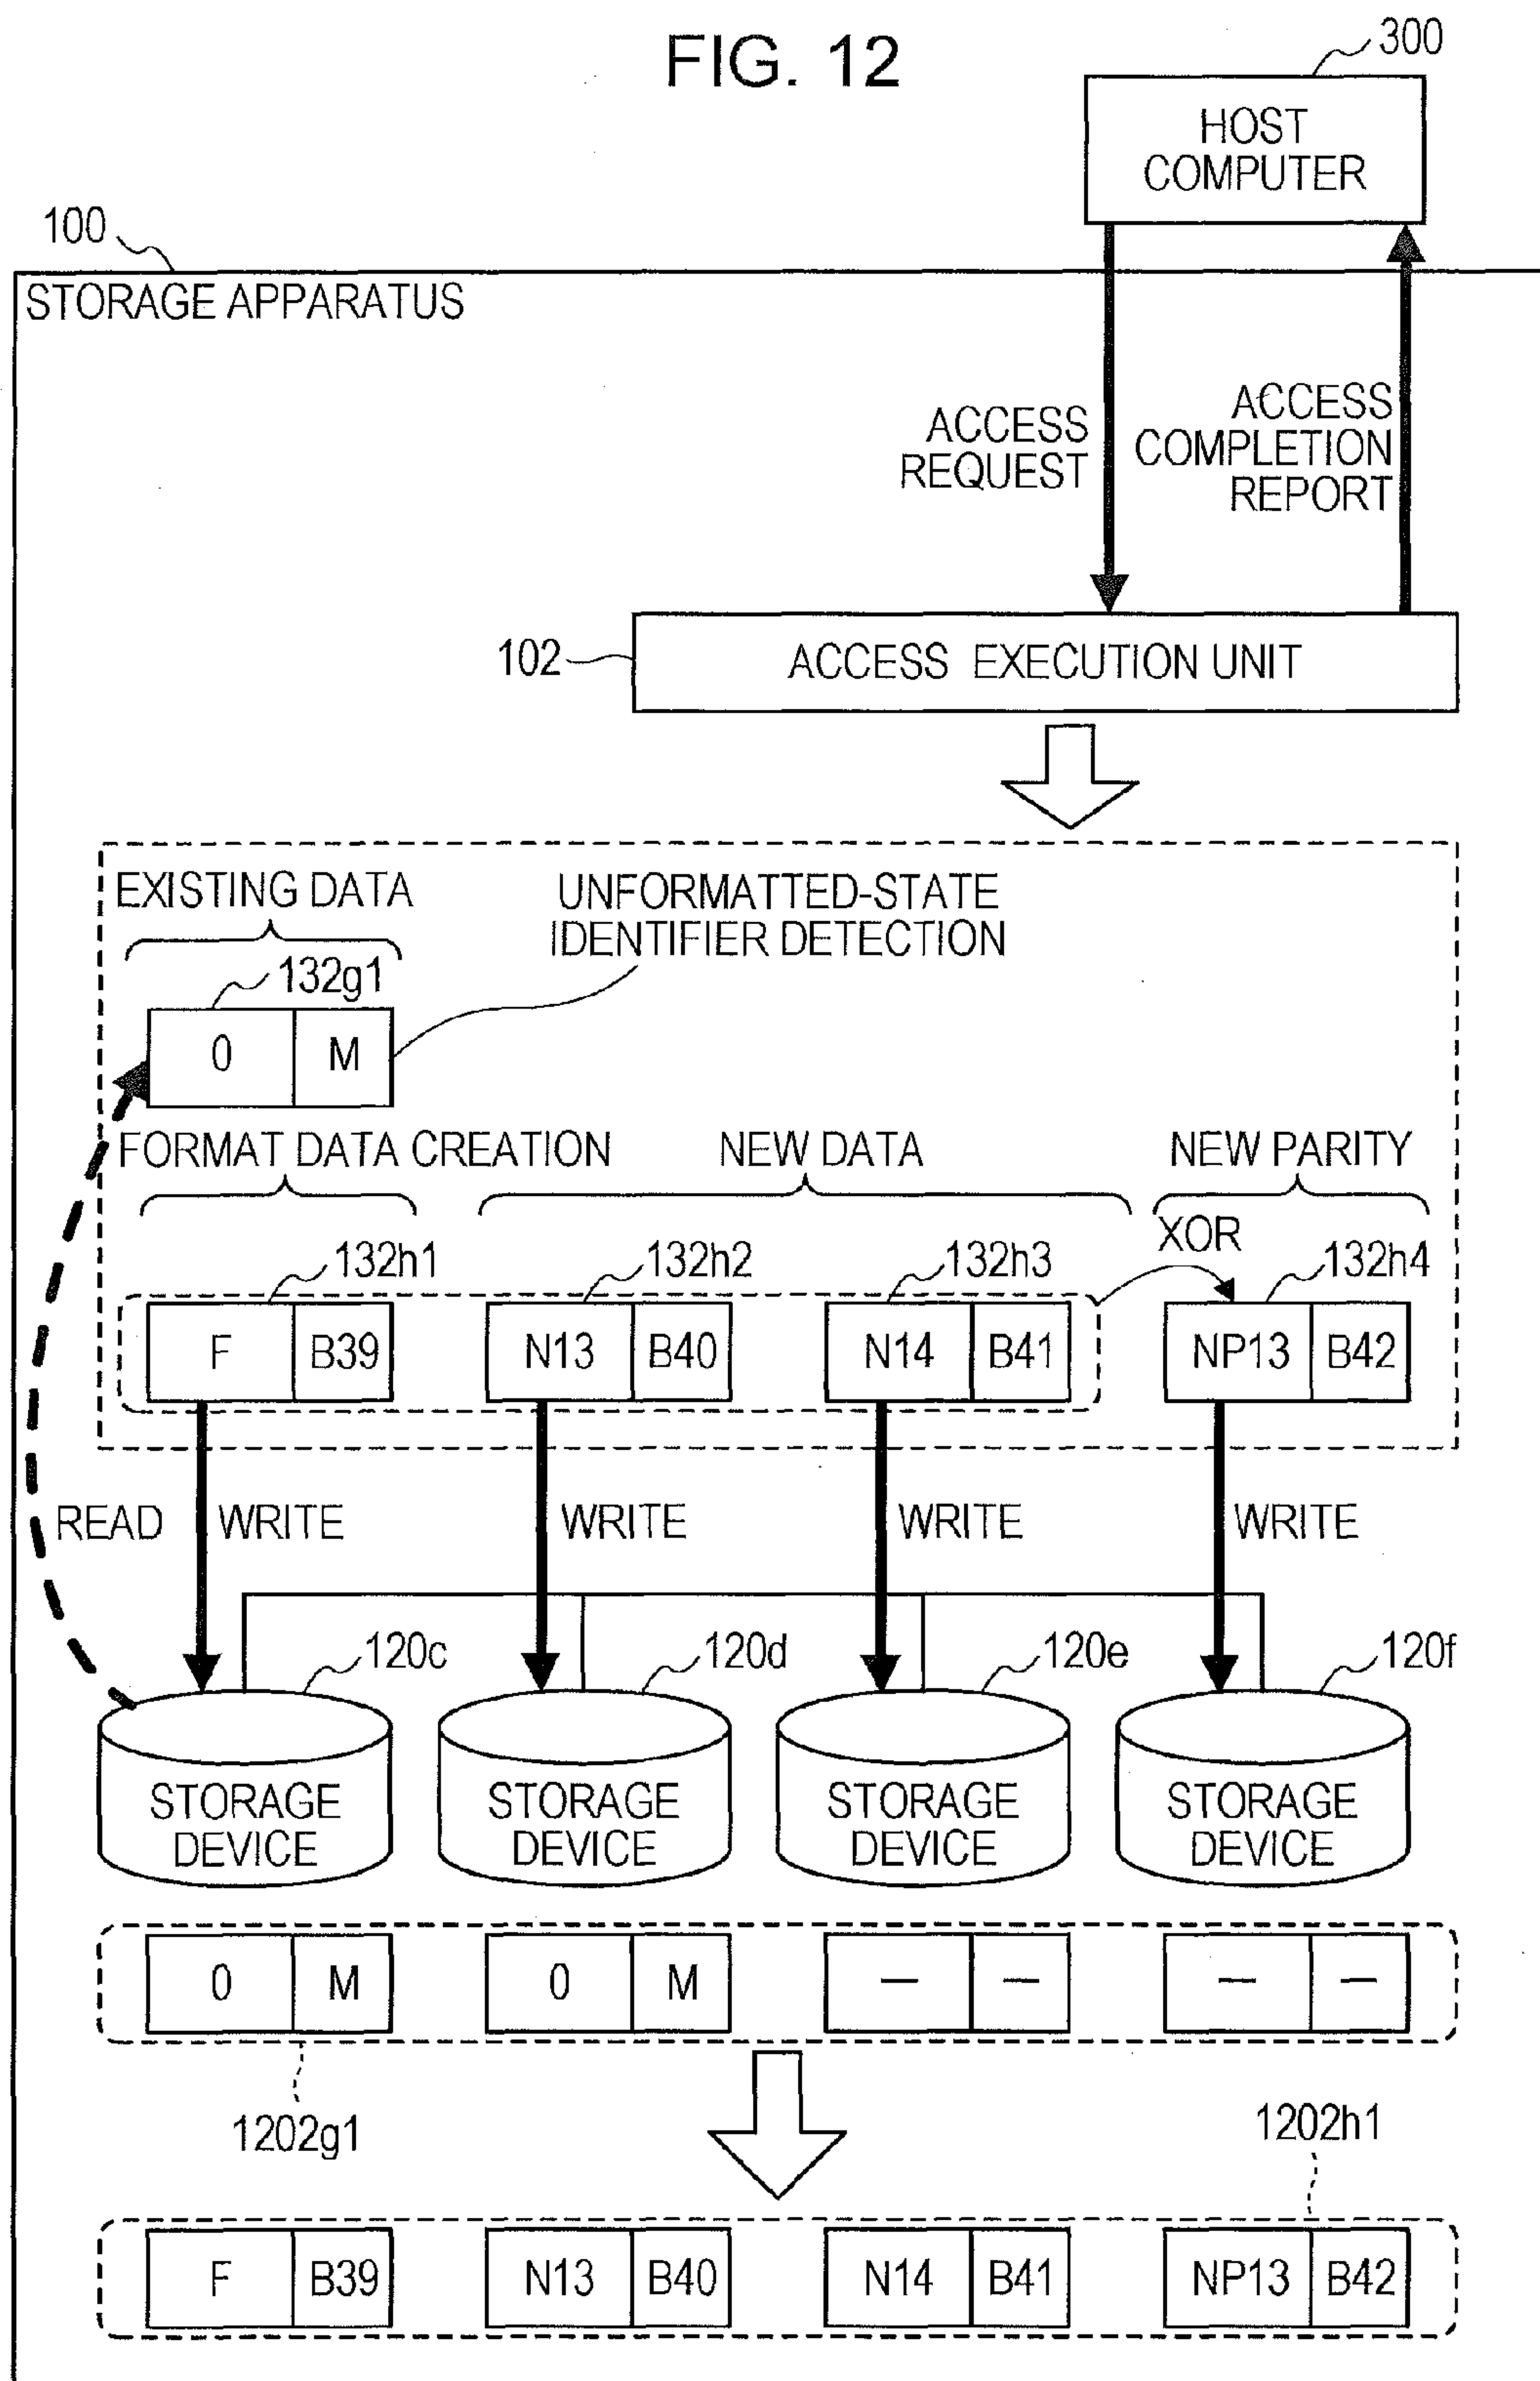 FIG. 12
300
HOST
COMPUTER
100
STORAGE APPARATUS
ACCESS
REQUEST
ACCESS
COMPLETION
REPORT
102
ACCESS EXECUTION UNIT
EXISTING DATA
UNFORMATTED-STATE
IDENTIFIER DETECTION
132g1
0 M
FORMAT DATA CREATION
NEW DATA
NEW PARITY
XOR
132h1 132h2 132h3 132h4
F B39 N13 B40 N14 B41 NP13 B42
READ WRITE WRITE WRITE WRITE
120c 120d 120e 120f
STORAGE
DEVICE
STORAGE
DEVICE
STORAGE
DEVICE
STORAGE
DEVICE
0 M 0 M — — — —
1202g1
1202h1
F B39 N13 B40 N14 B41 NP13 B42